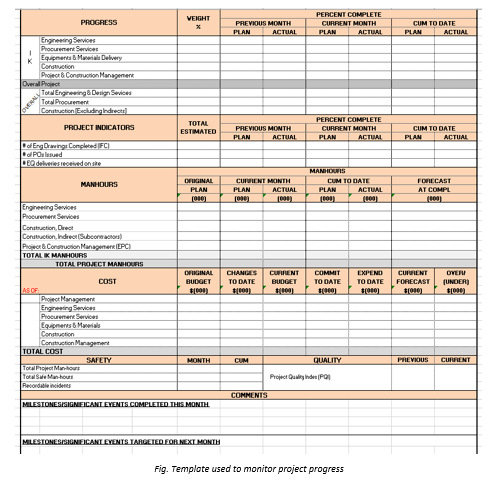 PROGRESS WEIGHT % PERCENT COMPLETE
PREVIOUS MONTH CURRENT MONTH CUM TO DATE
PLAN ACTUAL PLAN ACTUAL PLAN ACTUAL
I K
Engineering Services
Procurement Services
Equipments & Materials Delivery
Construction
Project & Construction Management
Overall Project
OVERALL
Total Engineering & Design Sevices
Total Procurement
Construction (Excluding Indirects)
PROJECT INDICATORS TOTAL ESTIMATED PERCENT COMPLETE
PREVIOUS MONTH CURRENT MONTH CUM TO DATE
PLAN ACTUAL PLAN ACTUAL PLAN ACTUAL
# of Eng Drawings Completed (IFC)
# of POs Issued
# EQ deliveries received on site
MANHOURS MANHOURS
ORIGINAL CURRENT MONTH CUM TO DATE FORECAST
PLAN PLAN ACTUAL PLAN ACTUAL AT COMPL
(000) (000) (000) (000) (000) (000)
Engineering Services
Procurement Services
Construction, Direct
Construction, Indirect (Subcontractors)
Project & Construction Management (EPC)
TOTAL IK MANHOURS
TOTAL PROJECT MANHOURS
COST ORIGINAL CHANGES CURRENT COMMIT EXPEND CURRENT OVER/
BUDGET TO DATE BUDGET TO DATE TO DATE FORECAST (UNDER)
AS OF: $(000) $(000) $(000) $(000) $(000) $(000) $(000)
Project Management
Engineering Services
Procurement Services
Equipments & Materials
Construction
Construction Management
TOTAL COST
SAFETY MONTH CUM QUALITY PREVIOUS CURRENT
Total Project Man-hours
Total Safe Man-hours Project Quality Index (PQI)
Recordable incidents
COMMENTS
MILESTONES/SIGNIFICANT EVENTS COMPLETED THIS MONTH
MILESTONES/SIGNIFICANT EVENTS TARGETED FOR NEXT MONTH
Fig. Template used to monitor project progress